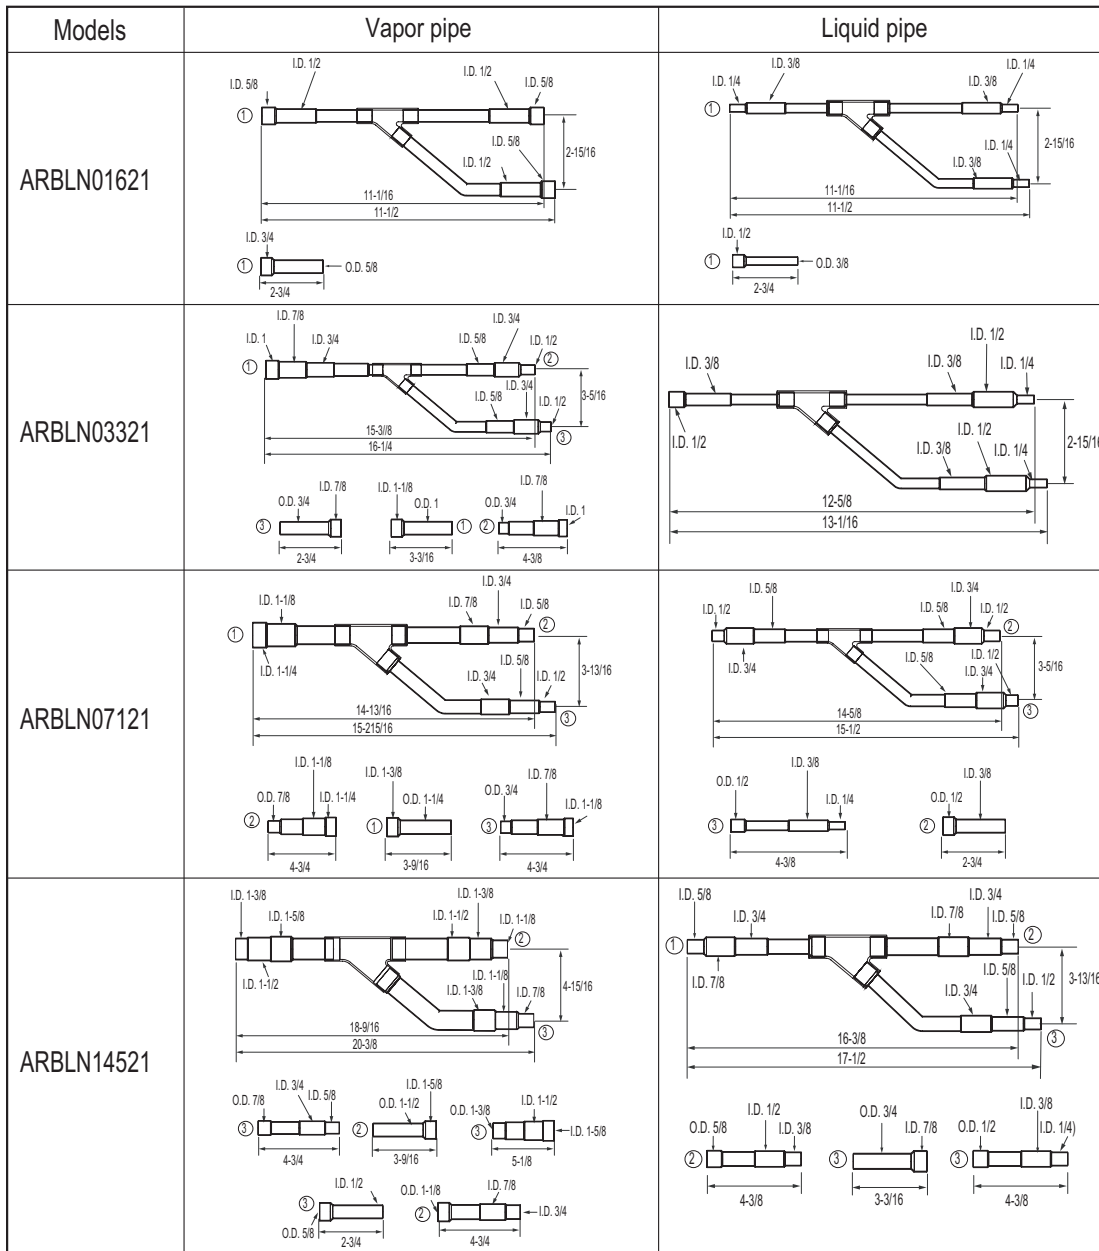 Models Vapor pipe Liquid pipe
ARBLN01621
I.D. 5/8 I.D. 1/2 I.D. 1/2 I.D. 5/8
①
I.D. 5/8
I.D. 1/2
2-15/16
11-1/16
11-1/2
I.D. 3/4
① O.D. 5/8
2-3/4
I.D. 1/4 I.D. 3/8 I.D. 3/8 I.D. 1/4
①
I.D. 1/4
I.D. 3/8
2-15/16
11-1/16
11-1/2
I.D. 1/2
① O.D. 3/8
2-3/4
ARBLN03321
I.D. 7/8 I.D. 3/4
I.D. 1 I.D. 3/4 I.D. 5/8 I.D. 1/2
① ②
I.D. 3/4
I.D. 5/8 I.D. 1/2
3-5/16
③
15-3//8
16-1/4
O.D. 3/4 I.D. 7/8
③
2-3/4
I.D. 1-1/8 O.D. 1
①
3-3/16
O.D. 3/4 I.D. 7/8
② I.D. 1
4-3/8
I.D. 3/8 I.D. 3/8 I.D. 1/2 I.D. 1/4
I.D. 1/2
I.D. 1/2
I.D. 3/8 I.D. 1/4
2-15/16
12-5/8
13-1/16
ARBLN07121
I.D. 1-1/8 I.D. 7/8 I.D. 3/4 I.D. 5/8
① ②
I.D. 1-1/4
I.D. 5/8
I.D. 3/4 I.D. 1/2
3-13/16
③
14-13/16
15-215/16
I.D. 1-1/8
O.D. 7/8 I.D. 1-1/4
②
4-3/4
I.D. 1-3/8
O.D. 1-1/4
①
3-9/16
I.D. 7/8
O.D. 3/4 I.D. 1-1/8
③
4-3/4
I.D. 1/2 I.D. 5/8 I.D. 5/8 I.D. 3/4 I.D. 1/2
②
I.D. 3/4
I.D. 5/8 I.D. 1/2
I.D. 3/4
3-5/16
③
14-5/8
15-1/2
O.D. 1/2 I.D. 3/8 I.D. 1/4
③
4-3/8
O.D. 1/2 I.D. 3/8
②
2-3/4
ARBLN14521
I.D. 1-3/8 I.D. 1-5/8 I.D. 1-1/2 I.D. 1-3/8 I.D. 1-1/8
②
I.D. 1-1/2
I.D. 1-3/8 I.D. 1-1/8 I.D. 7/8
4-15/16
③
18-9/16
20-3/8
O.D. 7/8 I.D. 3/4 I.D. 5/8
③
4-3/4
O.D. 1-1/2 I.D. 1-5/8
②
3-9/16
O.D. 1-3/8 I.D. 1-1/2
③ I.D. 1-5/8
5-1/8
I.D. 1/2
③
O.D. 5/8
2-3/4
O.D. 1-1/8 I.D. 7/8
② I.D. 3/4
4-3/4
I.D. 5/8 I.D. 3/4 I.D. 7/8 I.D. 3/4 I.D. 5/8
① ②
I.D. 7/8
I.D. 3/4 I.D. 5/8 I.D. 1/2
3-13/16
③
16-3/8
17-1/2
O.D. 5/8 I.D. 1/2 I.D. 3/8
②
4-3/8
O.D. 3/4 I.D. 7/8
③
3-3/16
O.D. 1/2 I.D. 3/8 I.D. 1/4)
③
4-3/8